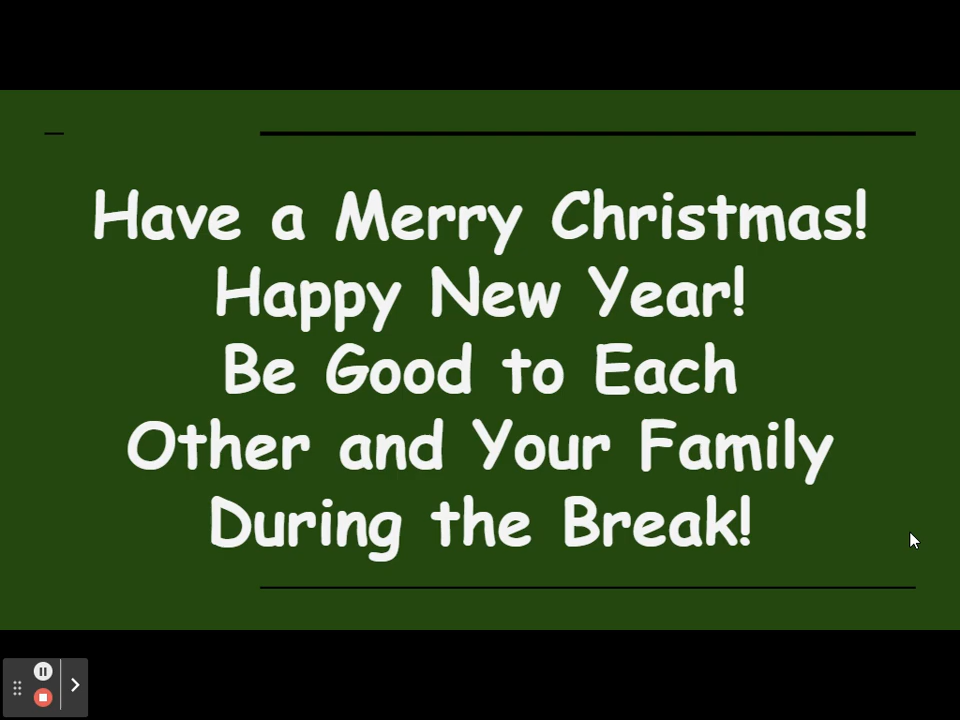 Have a Merry Christmas!
Happy New Year!
Be Good to Each
Other and Your Family
During the Break!